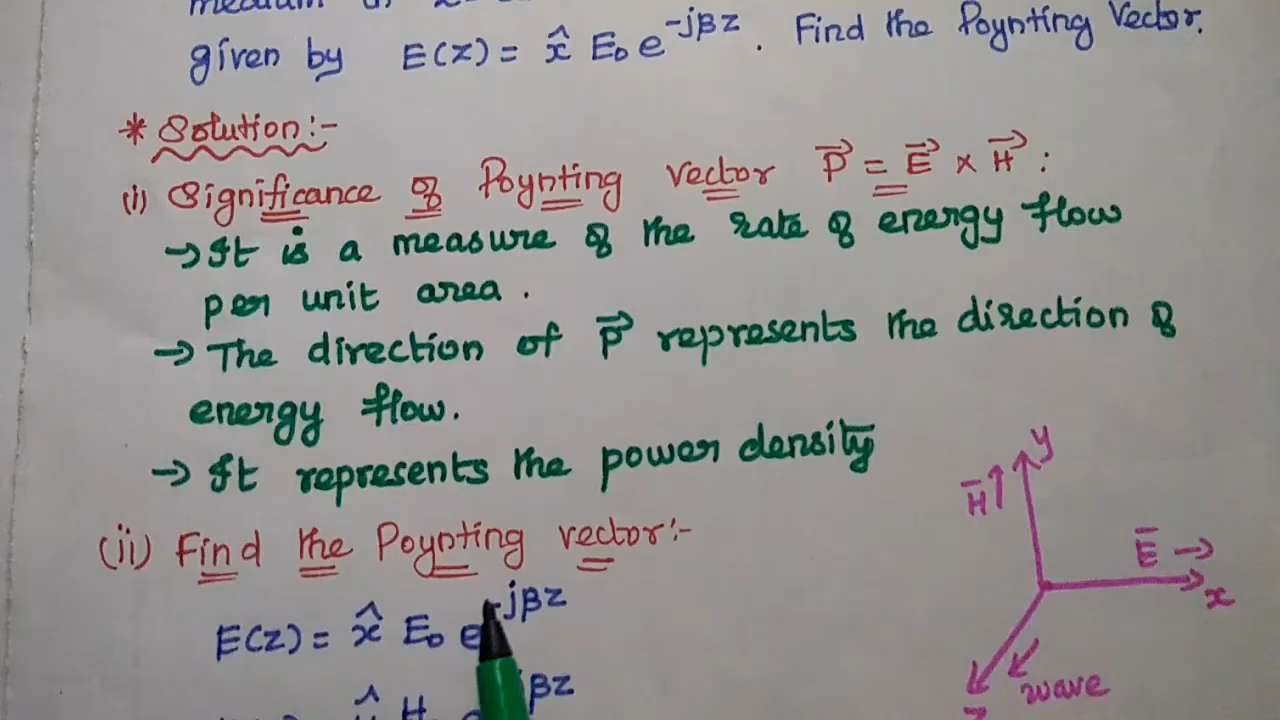 given by E(z) = x̂ E₀ e^-jβz. Find the Poynting Vector.
* Solution:-
(i) Significance of Poynting vector P⃗ = E⃗ × H⃗ :
→ It is a measure of the rate of energy flow
per unit area.
→ The direction of P⃗ represents the direction of
energy flow.
→ It represents the power density
(ii) Find the Poynting vector:-
E(z) = x̂ E₀ e^-jβz
jβz
y
H̅ ↑
E̅ →
x
wave